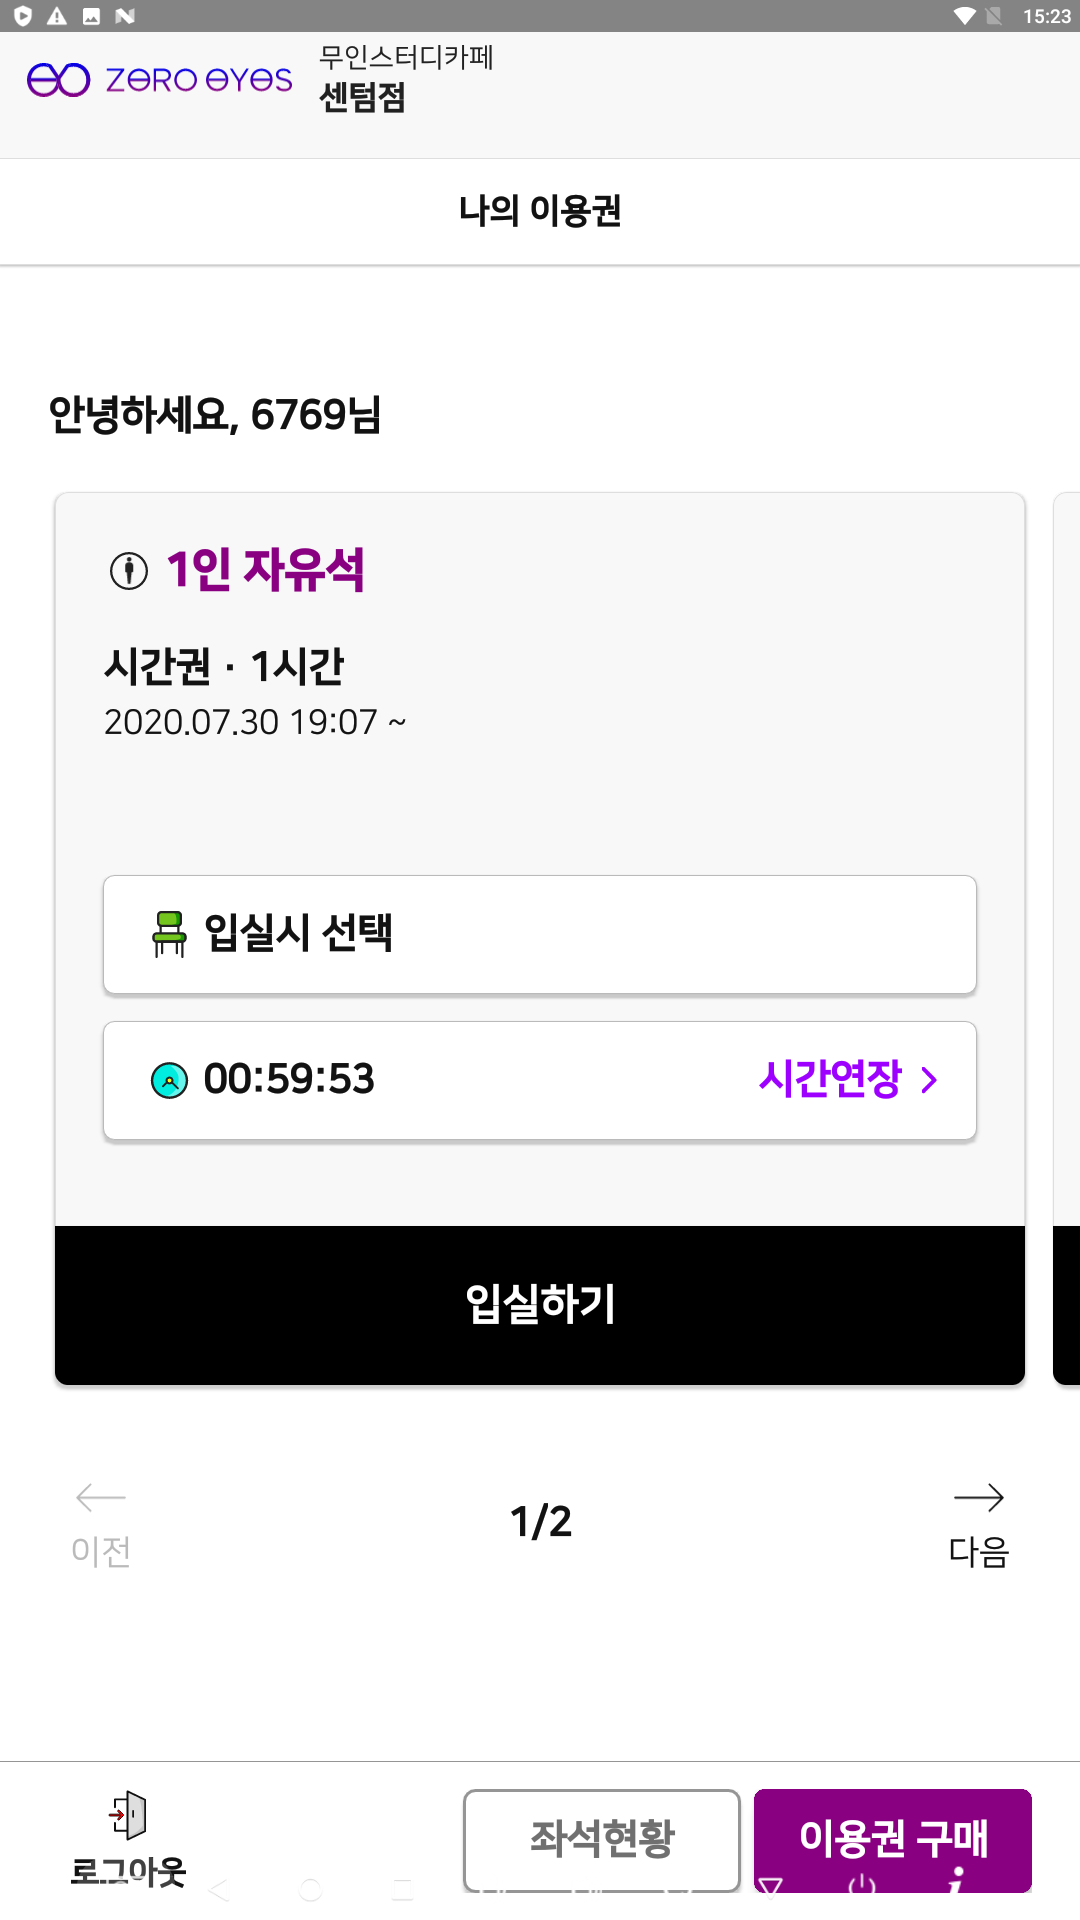 15:23
ZERO EYES
무인스터디카페
센텀점
나의 이용권
안녕하세요, 6769님
1인 자유석
시간권 · 1시간
2020.07.30 19:07 ~
입실시 선택
00:59:53
시간연장
입실하기
이전
1/2
다음
로그아웃
좌석현황
이용권 구매